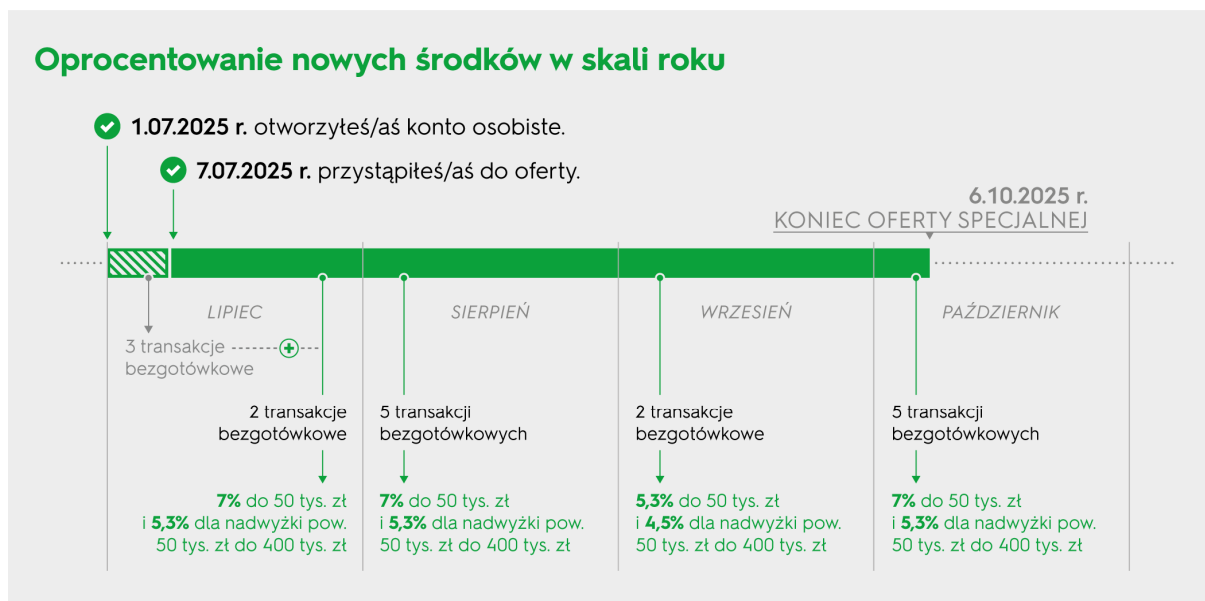 Oprocentowanie nowych środków w skali roku
1.07.2025 r. otworzyłeś/aś konto osobiste.
7.07.2025 r. przystąpiłeś/aś do oferty.
6.10.2025 r.
KONIEC OFERTY SPECJALNEJ
LIPIEC
SIERPIEŃ
WRZESIEŃ
PAŹDZIERNIK
3 transakcje
bezgotówkowe
2 transakcje
bezgotówkowe
7% do 50 tys. zł
i 5,3% dla nadwyżki pow.
50 tys. zł do 400 tys. zł
5 transakcji
bezgotówkowych
7% do 50 tys. zł
i 5,3% dla nadwyżki pow.
50 tys. zł do 400 tys. zł
2 transakcje
bezgotówkowe
5,3% do 50 tys. zł
i 4,5% dla nadwyżki pow.
50 tys. zł do 400 tys. zł
5 transakcji
bezgotówkowych
7% do 50 tys. zł
i 5,3% dla nadwyżki pow.
50 tys. zł do 400 tys. zł